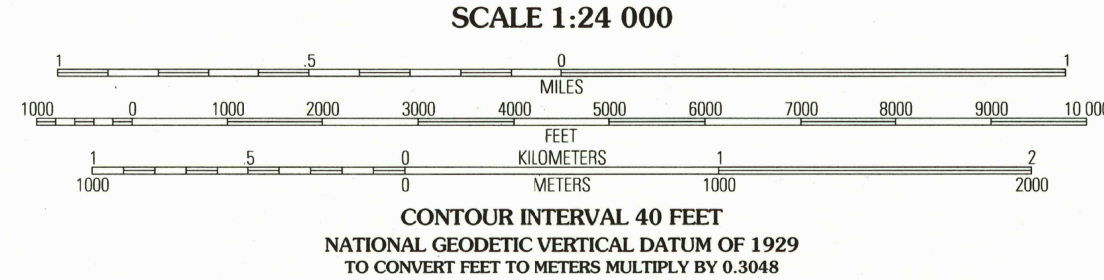 SCALE 1:24 000
1 .5 0 1
MILES
1000 0 1000 2000 3000 4000 5000 6000 7000 8000 9000 10 000
FEET
1 .5 0 KILOMETERS 1 2
1000 0 METERS 1000 2000
CONTOUR INTERVAL 40 FEET
NATIONAL GEODETIC VERTICAL DATUM OF 1929
TO CONVERT FEET TO METERS MULTIPLY BY 0.3048